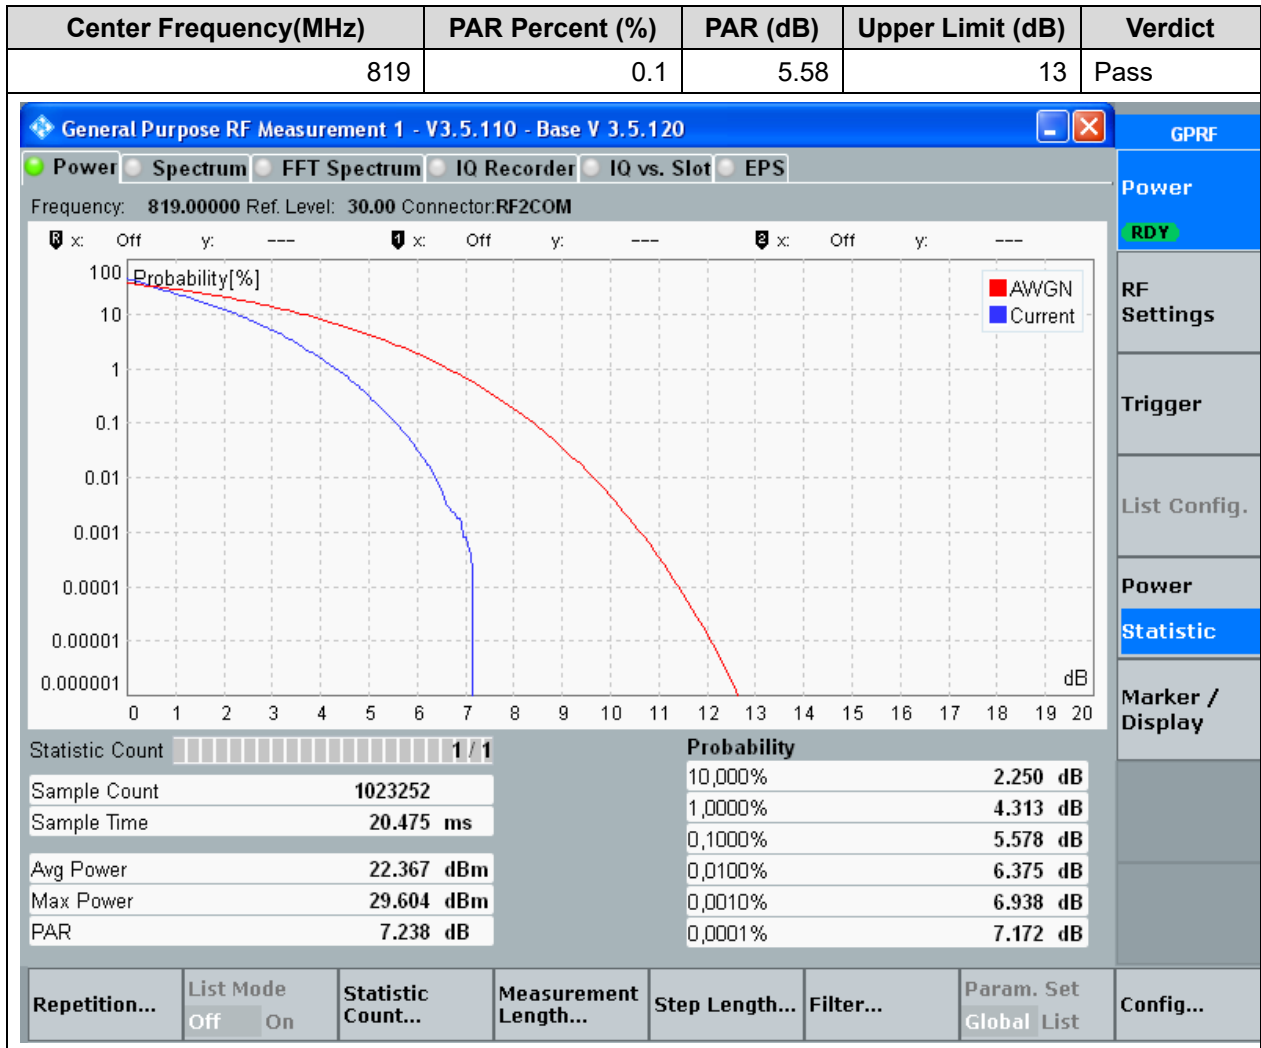 Center Frequency(MHz) PAR Percent (%) PAR (dB) Upper Limit (dB) Verdict
819 0.1 5.58 13 Pass
General Purpose RF Measurement 1 - V3.5.110 - Base V 3.5.120
GPRF
Power Spectrum FFT Spectrum IQ Recorder IQ vs. Slot EPS
Frequency: 819.00000 Ref. Level: 30.00 Connector:RF2COM
R x: Off y: --- 1 x: Off y: --- 2 x: Off y: ---
Probability[%]
AWGN
Current
100
10
1
0.1
0.01
0.001
0.0001
0.00001
0.000001
dB
0 1 2 3 4 5 6 7 8 9 10 11 12 13 14 15 16 17 18 19 20
Power
RDY
RF
Settings
Trigger
List Config.
Power
Statistic
Marker /
Display
Statistic Count 1 / 1
Sample Count 1023252
Sample Time 20.475 ms
Avg Power 22.367 dBm
Max Power 29.604 dBm
PAR 7.238 dB
Probability
10,000% 2.250 dB
1,0000% 4.313 dB
0,1000% 5.578 dB
0,0100% 6.375 dB
0,0010% 6.938 dB
0,0001% 7.172 dB
Repetition...
List Mode
Off On
Statistic
Count...
Measurement
Length...
Step Length...
Filter...
Param. Set
Global List
Config...